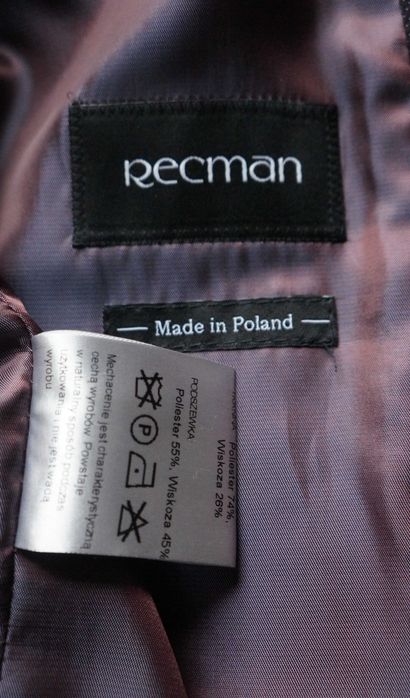 Recman
— Made in Poland —
Poliester 74%,
Wiskoza 26%
PODSZEWKA:
Poliester 55%, Wiskoza 45%
P
Mechacenie jest charakterystyczną
cechą wyrobów. Powstaje
w naturalny sposób podczas
użytkowania i nie jest wadą
wyrobu